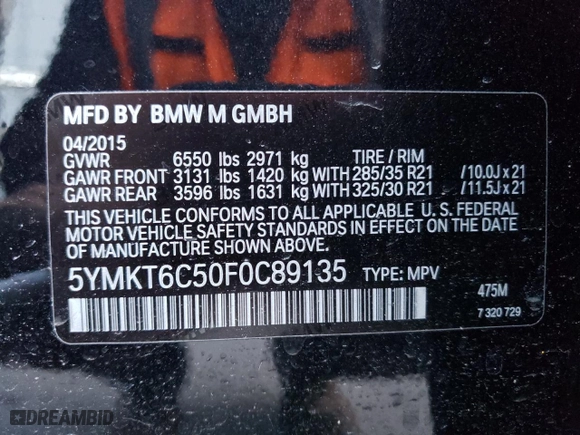 MFD BY BMW M GMBH
04/2015
GVWR 6550 lbs 2971 kg TIRE / RIM
GAWR FRONT 3131 lbs 1420 kg WITH 285/35 R21 /10.0J x 21
GAWR REAR 3596 lbs 1631 kg WITH 325/30 R21 /11.5J x 21
THIS VEHICLE CONFORMS TO ALL APPLICABLE U. S. FEDERAL
MOTOR VEHICLE SAFETY STANDARDS IN EFFECT ON THE DATE
OF MANUFACTURE SHOWN ABOVE.
5YMKT6C50F0C89135 TYPE: MPV
475M
7 320 729
DREAMBID